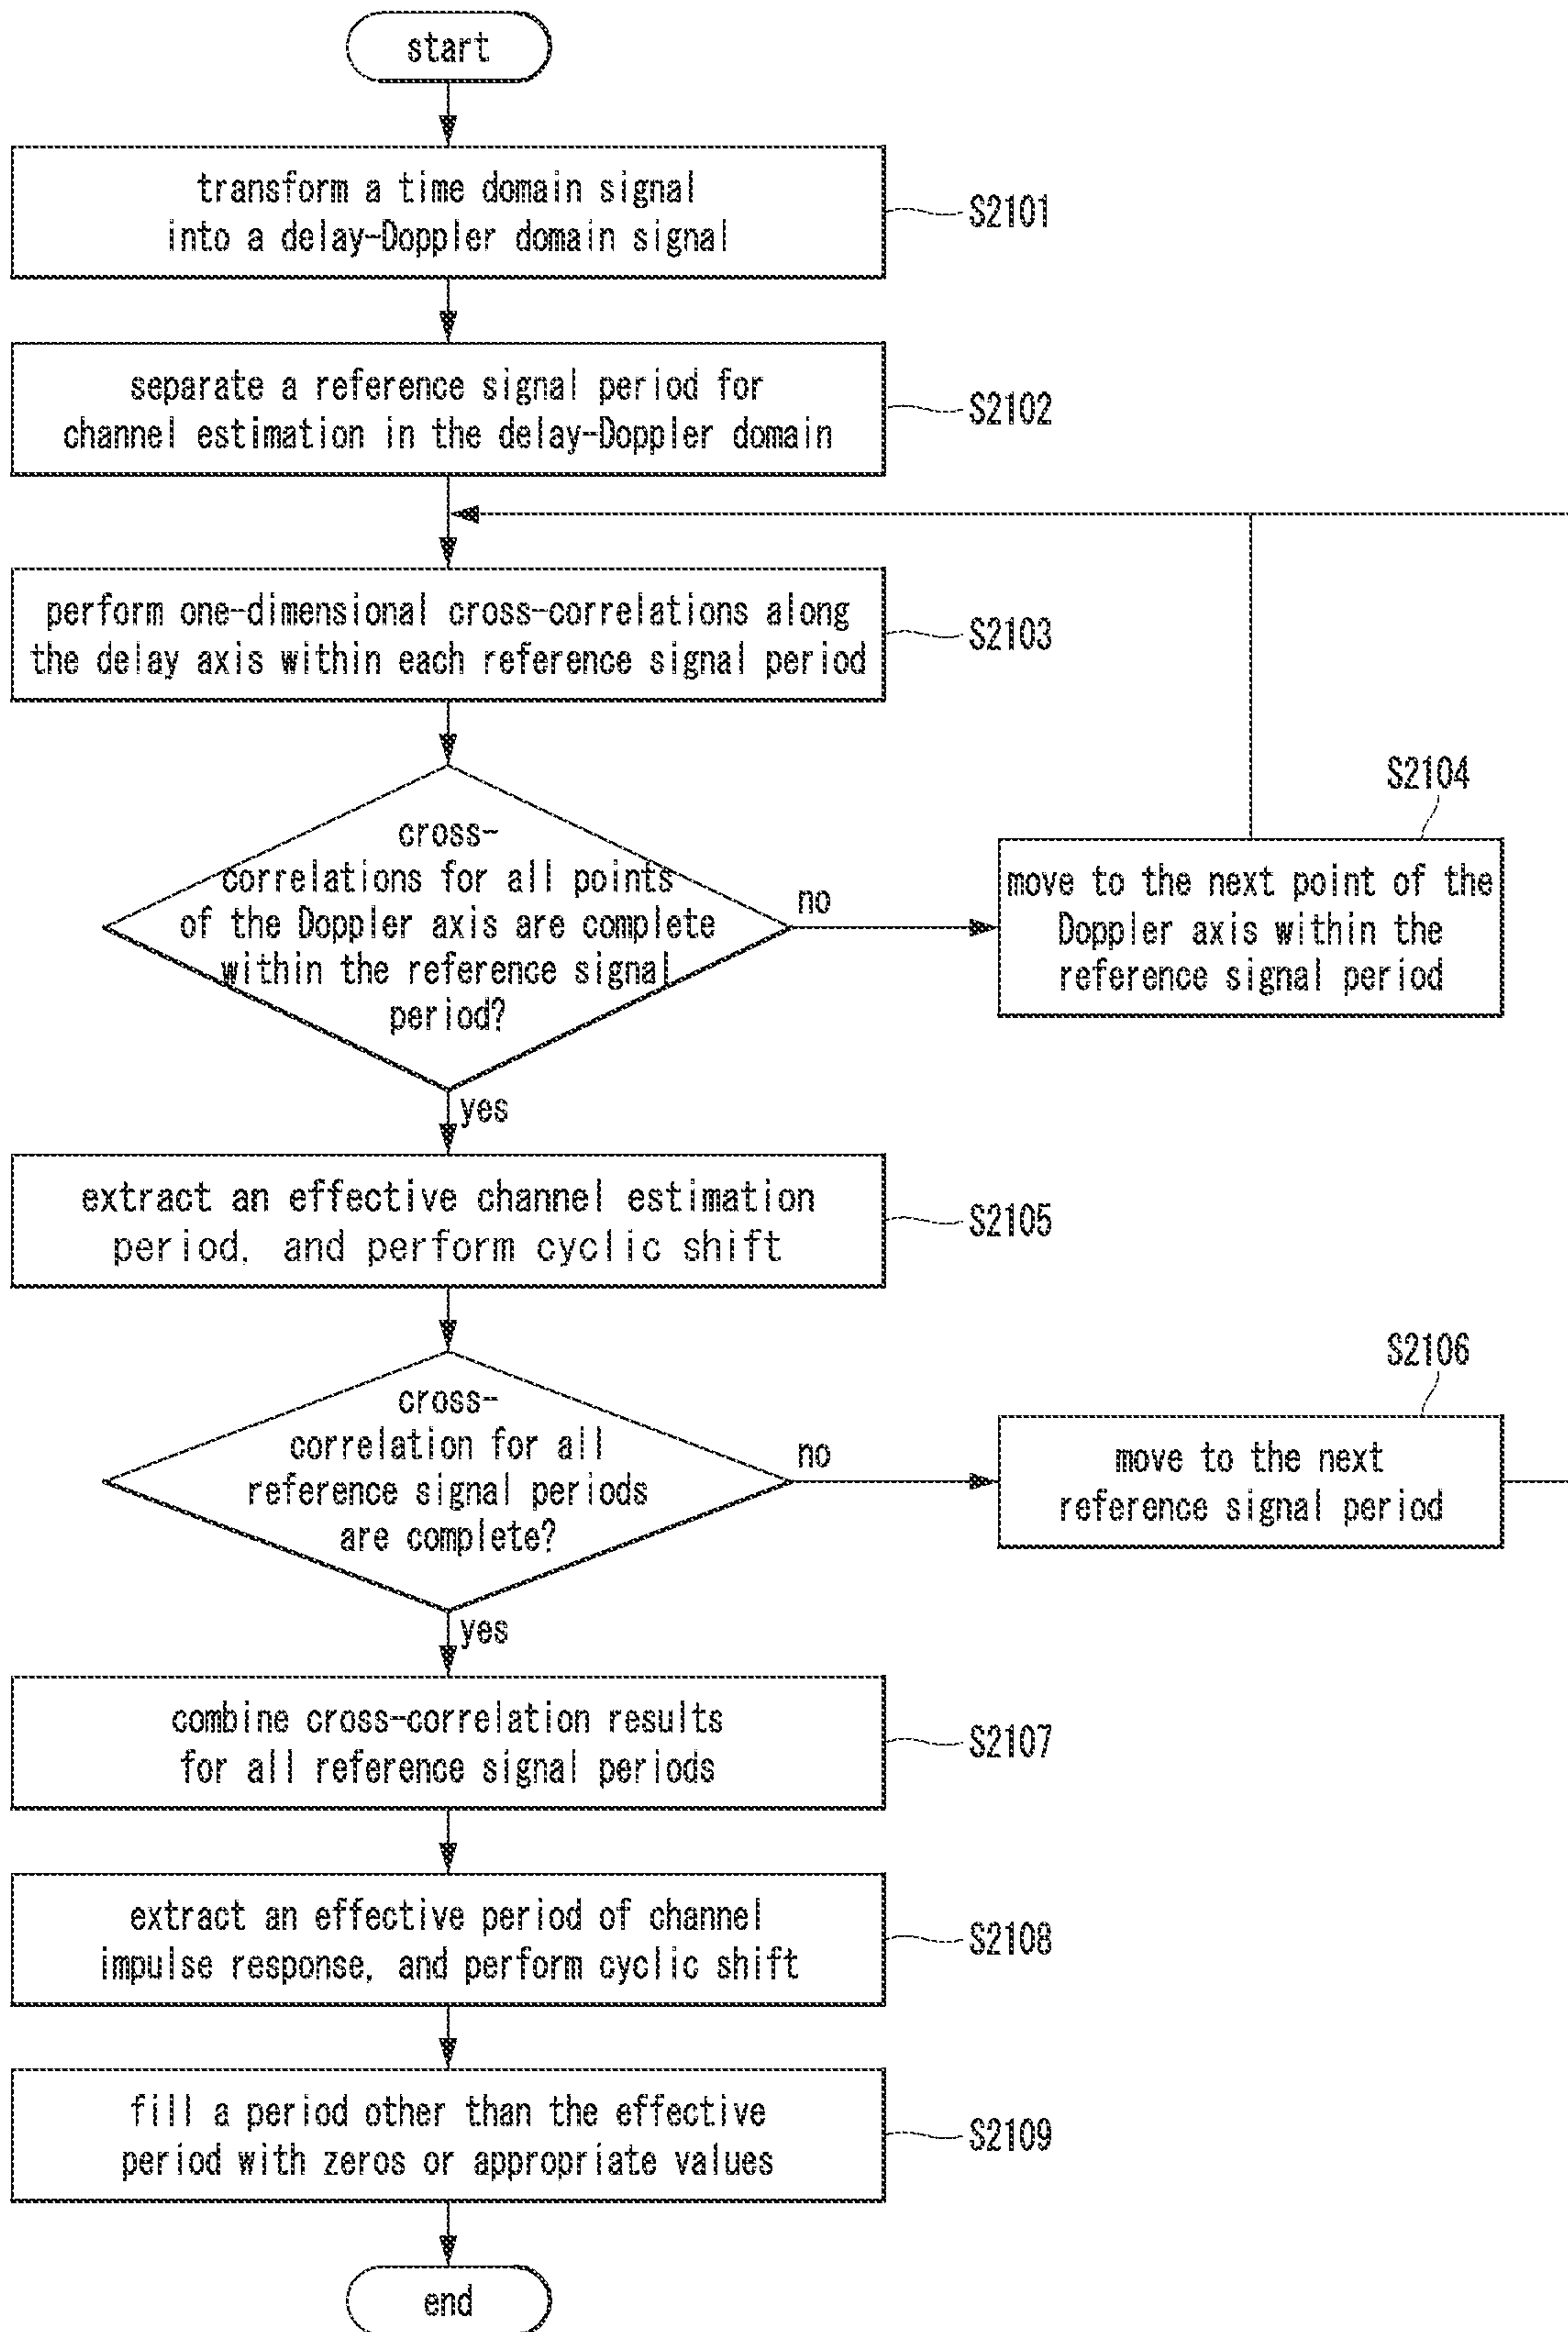 start
transform a time domain signal
into a delay-Doppler domain signal
S2101
separate a reference signal period for
channel estimation in the delay-Doppler domain
S2102
perform one-dimensional cross-correlations along
the delay axis within each reference signal period
S2103
cross-
correlations for all points
of the Doppler axis are complete
within the reference signal
period?
no
S2104
move to the next point of the
Doppler axis within the
reference signal period
yes
extract an effective channel estimation
period, and perform cyclic shift
S2105
cross-
correlation for all
reference signal periods
are complete?
no
S2106
move to the next
reference signal period
yes
combine cross-correlation results
for all reference signal periods
S2107
extract an effective period of channel
impulse response, and perform cyclic shift
S2108
fill a period other than the effective
period with zeros or appropriate values
S2109
end